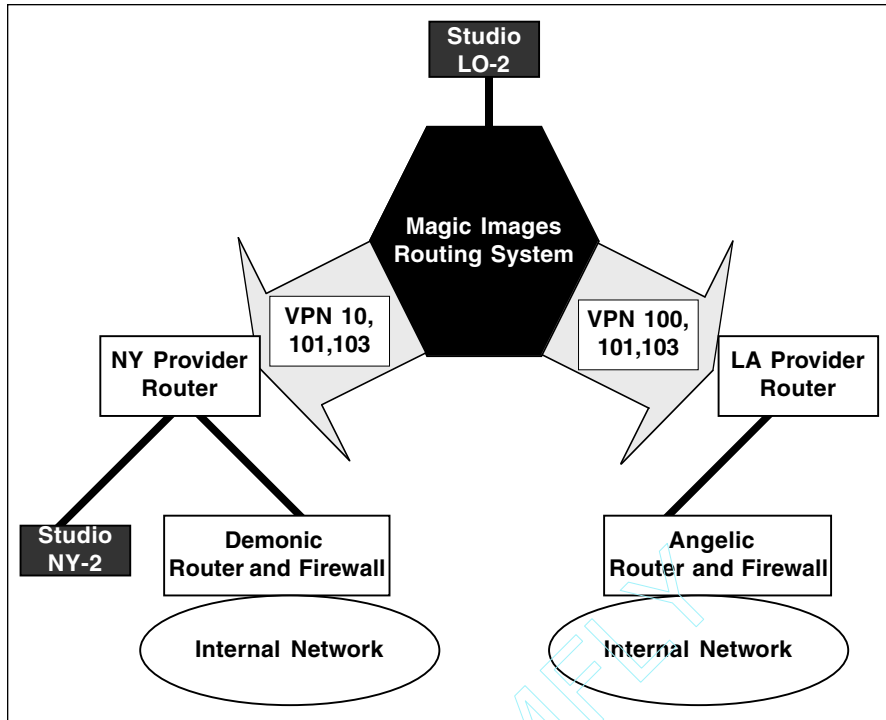 Studio
LO-2
Magic Images
Routing System
VPN 10,
101,103
VPN 100,
101,103
NY Provider
Router
LA Provider
Router
Studio
NY-2
Demonic
Router and Firewall
Angelic
Router and Firewall
Internal Network
Internal Network
MFLY